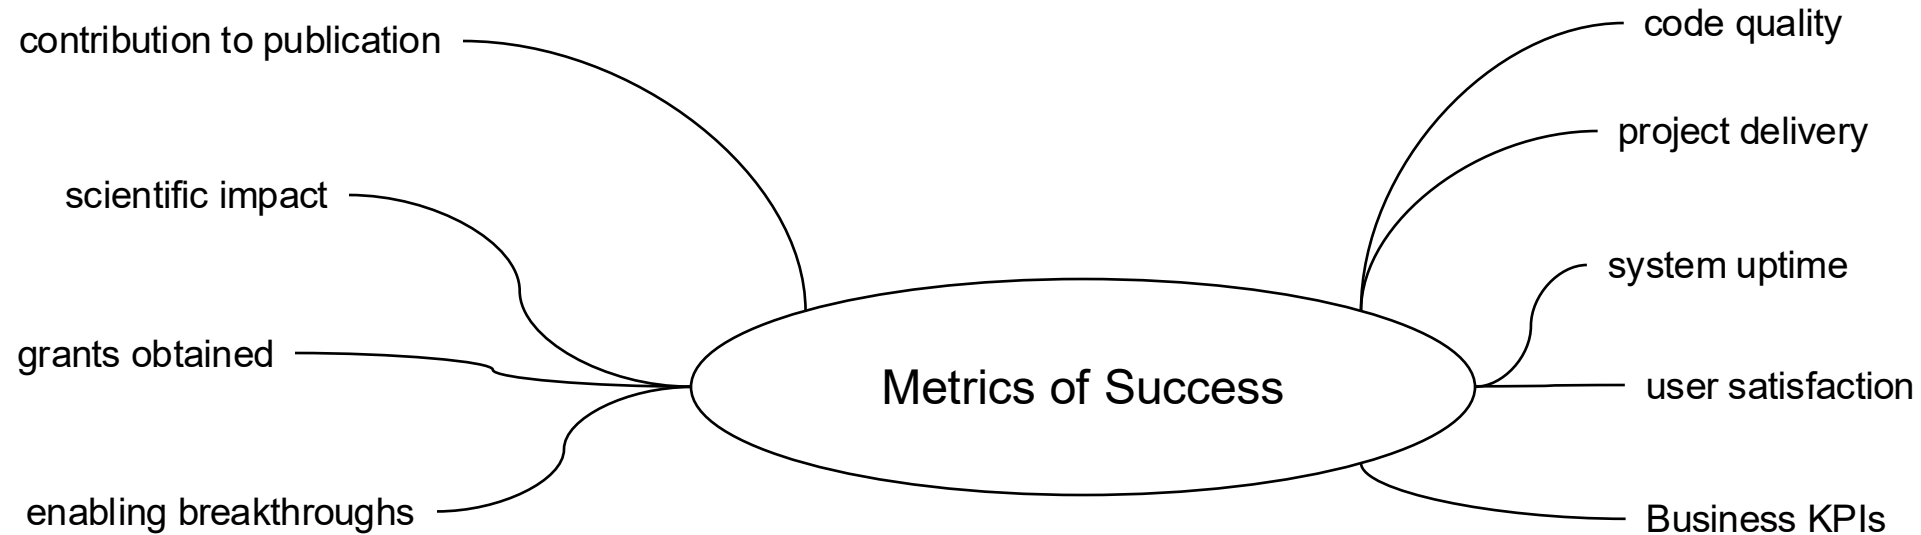 contribution to publication
scientific impact
grants obtained
enabling breakthroughs
Metrics of Success
code quality
project delivery
system uptime
user satisfaction
Business KPIs